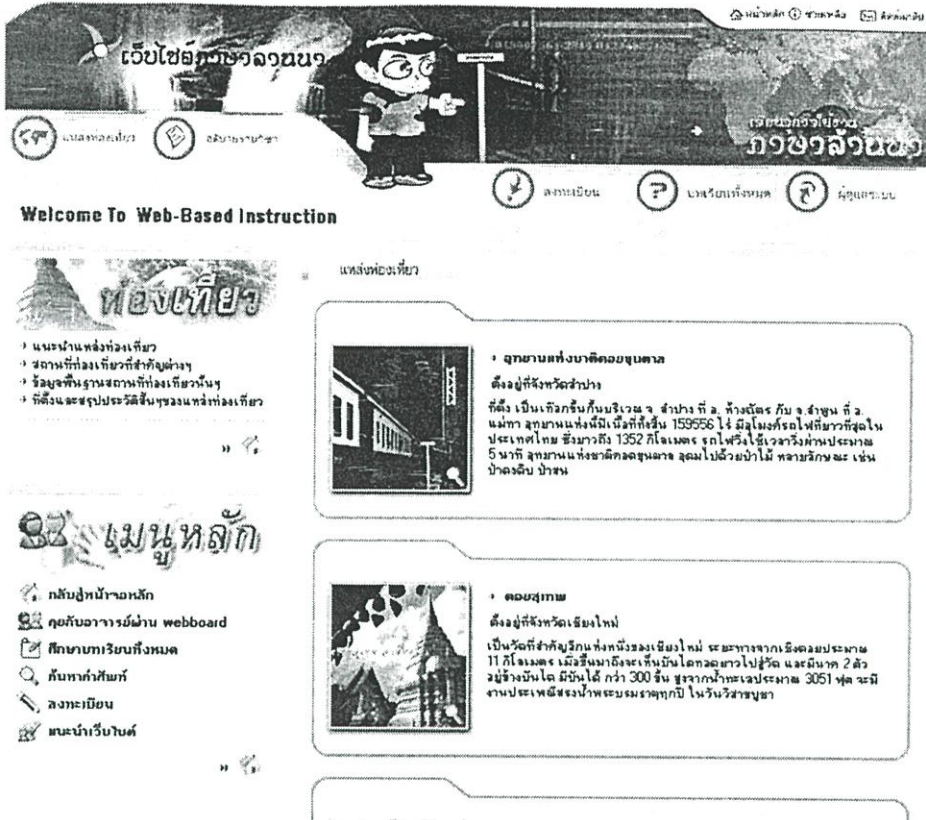 หน้าหลัก ช่วยเหลือ ติดต่อเรา
เว็บไซต์ภาษาลานนา
แหล่งท่องเที่ยว อธิบายรายวิชา
ภาษาล้านนา
ลงทะเบียน บทเรียนทั้งหมด ผู้ดูแลระบบ
Welcome To Web-Based Instruction
ท่องเที่ยว
แนะนำแหล่งท่องเที่ยว
สถานที่ท่องเที่ยวที่สำคัญต่างๆ
ข้อมูลพื้นฐานสถานที่ท่องเที่ยวนั้นๆ
ที่ตั้งและสรุปประวัติสั้นๆของแหล่งท่องเที่ยว
»
เมนูหลัก
กลับสู่หน้าจอหลัก
คุยกับอาจารย์ผ่าน webboard
ศึกษาบทเรียนทั้งหมด
ค้นหาคำศัพท์
ลงทะเบียน
แนะนำเว็บไซต์
»
แหล่งท่องเที่ยว
อุทยานแห่งชาติดอยขุนตาล
ตั้งอยู่ที่จังหวัดลำปาง
ที่ตั้ง เป็นเทือกขั้นกั้นบริเวณ จ. ลำปาง ที่ อ. ห้างฉัตร กับ จ.ลำพูน ที่ อ.
แม่ทา อุทยานแห่งนี้มีเนื้อที่ทั้งสิ้น 159556 ไร่ มีอุโมงค์รถไฟที่ยาวที่สุดใน
ประเทศไทย ซึ่งยาวถึง 1352 กิโลเมตร รถไฟวิ่งใช้เวลาวิ่งผ่านประมาณ
5 นาที อุทยานแห่งชาติดอยขุนตาล อุดมไปด้วยป่าไม้ หลายลักษณะ เช่น
ป่าดงดิบ ป่าสน
ดอยสุเทพ
ตั้งอยู่ที่จังหวัดเชียงใหม่
เป็นวัดที่สำคัญอีกแห่งหนึ่งของเชียงใหม่ ระยะทางจากเชิงดอยประมาณ
11 กิโลเมตร เมื่อขึ้นมาถึงจะเห็นบันไดทอดยาวไปสู่วัด และมีนาค 2 ตัว
อยู่ข้างบันได มีบันได กว่า 300 ขั้น สูงจากน้ำทะเลประมาณ 3051 ฟุต จะมี
งานประเพณีสรงน้ำพระบรมธาตุทุกปี ในวันวิสาขบูชา